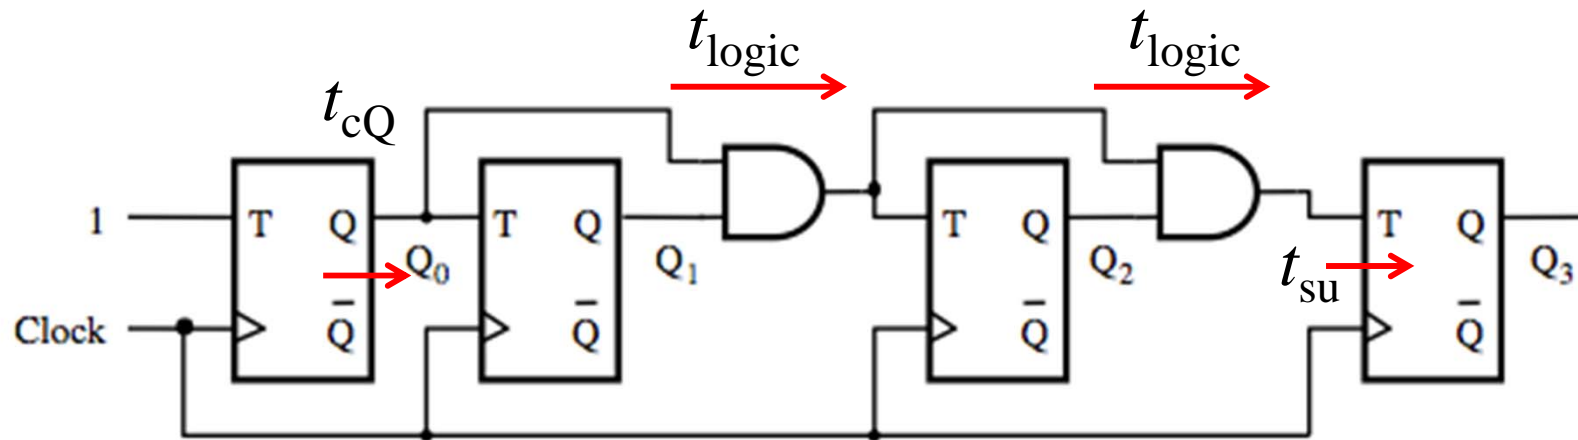 t_logic t_logic
t_cQ
1 T Q T Q T Q T Q
Q₀ Q₁ Q₂ t_su Q₃
Clock Q̅ Q̅ Q̅ Q̅